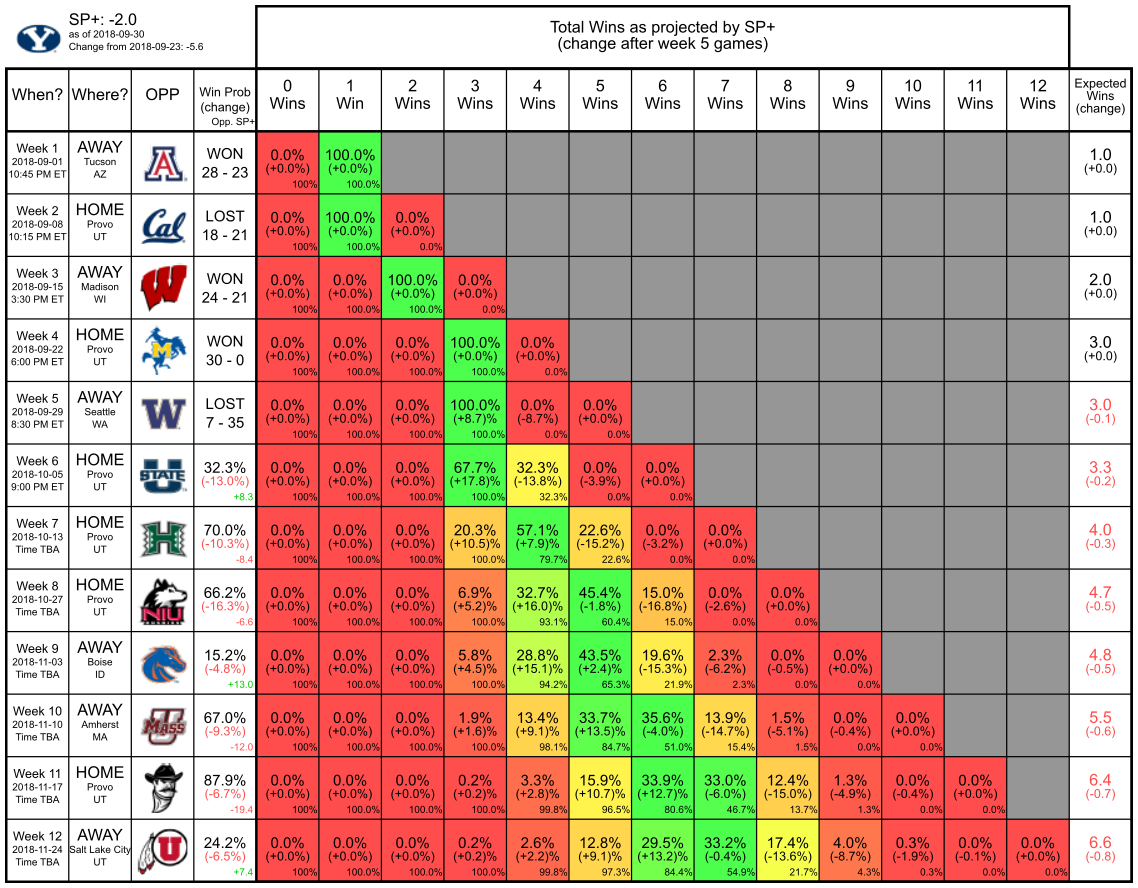 SP+: -2.0
as of 2018-09-30
Change from 2018-09-23: -5.6
Total Wins as projected by SP+
(change after week 5 games)
When? Where? OPP Win Prob (change) Opp. SP+ 0 Wins 1 Win 2 Wins 3 Wins 4 Wins 5 Wins 6 Wins 7 Wins 8 Wins 9 Wins 10 Wins 11 Wins 12 Wins Expected Wins (change)
Week 1 AWAY WON 0.0% 100.0% 1.0
2018-09-01 Tucson A (+0.0%) (+0.0%) (+0.0)
10:45 PM ET AZ 28 - 23 100% 100.0%
Week 2 HOME LOST 0.0% 100.0% 0.0% 1.0
2018-09-08 Provo Cal (+0.0%) (+0.0%) (+0.0%) (+0.0)
10:15 PM ET UT 18 - 21 100% 100.0% 0.0%
Week 3 AWAY WON 0.0% 0.0% 100.0% 0.0% 2.0
2018-09-15 Madison W (+0.0%) (+0.0%) (+0.0%) (+0.0%) (+0.0)
3:30 PM ET WI 24 - 21 100% 100.0% 100.0% 0.0%
Week 4 HOME WON 0.0% 0.0% 0.0% 100.0% 0.0% 3.0
2018-09-22 Provo M (+0.0%) (+0.0%) (+0.0%) (+0.0%) (+0.0%) (+0.0)
6:00 PM ET UT 30 - 0 100% 100.0% 100.0% 100.0% 0.0%
Week 5 AWAY LOST 0.0% 0.0% 0.0% 100.0% 0.0% 0.0% 3.0
2018-09-29 Seattle W (+0.0%) (+0.0%) (+0.0%) (+8.7)% (-8.7%) (+0.0%) (-0.1)
8:30 PM ET WA 7 - 35 100% 100.0% 100.0% 100.0% 0.0% 0.0%
Week 6 HOME 32.3% 0.0% 0.0% 0.0% 67.7% 32.3% 0.0% 0.0% 3.3
2018-10-05 Provo U STATE (-13.0%) (+0.0%) (+0.0%) (+0.0%) (+17.8)% (-13.8%) (-3.9%) (+0.0%) (-0.2)
9:00 PM ET UT +8.3 100% 100.0% 100.0% 100.0% 32.3% 0.0% 0.0%
Week 7 HOME 70.0% 0.0% 0.0% 0.0% 20.3% 57.1% 22.6% 0.0% 0.0% 4.0
2018-10-13 Provo H (-10.3%) (+0.0%) (+0.0%) (+0.0%) (+10.5)% (+7.9)% (-15.2%) (-3.2%) (+0.0%) (-0.3)
Time TBA UT -8.4 100% 100.0% 100.0% 100.0% 79.7% 22.6% 0.0% 0.0%
Week 8 HOME 66.2% 0.0% 0.0% 0.0% 6.9% 32.7% 45.4% 15.0% 0.0% 0.0% 4.7
2018-10-27 Provo NIU (-16.3%) (+0.0%) (+0.0%) (+0.0%) (+5.2)% (+16.0)% (-1.8%) (-16.8%) (-2.6%) (+0.0%) (-0.5)
Time TBA UT -6.6 100% 100.0% 100.0% 100.0% 93.1% 60.4% 15.0% 0.0% 0.0%
Week 9 AWAY 15.2% 0.0% 0.0% 0.0% 5.8% 28.8% 43.5% 19.6% 2.3% 0.0% 0.0% 4.8
2018-11-03 Boise (-4.8%) (+0.0%) (+0.0%) (+0.0%) (+4.5)% (+15.1)% (+2.4)% (-15.3%) (-6.2%) (-0.5%) (+0.0%) (-0.5)
Time TBA ID +13.0 100% 100.0% 100.0% 100.0% 94.2% 65.3% 21.9% 2.3% 0.0% 0.0%
Week 10 AWAY 67.0% 0.0% 0.0% 0.0% 1.9% 13.4% 33.7% 35.6% 13.9% 1.5% 0.0% 0.0% 5.5
2018-11-10 Amherst U MASS (-9.3%) (+0.0%) (+0.0%) (+0.0%) (+1.6)% (+9.1)% (+13.5)% (-4.0%) (-14.7%) (-5.1%) (-0.4%) (+0.0%) (-0.6)
Time TBA MA -12.0 100% 100.0% 100.0% 100.0% 98.1% 84.7% 51.0% 15.4% 1.5% 0.0% 0.0%
Week 11 HOME 87.9% 0.0% 0.0% 0.0% 0.2% 3.3% 15.9% 33.9% 33.0% 12.4% 1.3% 0.0% 0.0% 6.4
2018-11-17 Provo (-6.7%) (+0.0%) (+0.0%) (+0.0%) (+0.2)% (+2.8)% (+10.7)% (+12.7)% (-6.0%) (-15.0%) (-4.9%) (-0.4%) (+0.0%) (-0.7)
Time TBA UT -19.4 100% 100.0% 100.0% 100.0% 99.8% 96.5% 80.6% 46.7% 13.7% 1.3% 0.0% 0.0%
Week 12 AWAY 24.2% 0.0% 0.0% 0.0% 0.2% 2.6% 12.8% 29.5% 33.2% 17.4% 4.0% 0.3% 0.0% 0.0% 6.6
2018-11-24 Salt Lake City U (-6.5%) (+0.0%) (+0.0%) (+0.0%) (+0.2)% (+2.2)% (+9.1)% (+13.2)% (-0.4%) (-13.6%) (-8.7%) (-1.9%) (-0.1%) (+0.0%) (-0.8)
Time TBA UT +7.4 100% 100.0% 100.0% 100.0% 99.8% 97.3% 84.4% 54.9% 21.7% 4.3% 0.3% 0.0% 0.0%